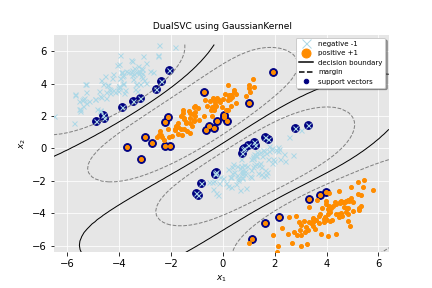 DualSVC using GaussianKernel
negative -1
positive +1
decision boundary
margin
support vectors
x₂
6
4
2
0
−2
−4
−6
−6 −4 −2 0 2 4 6
x₁